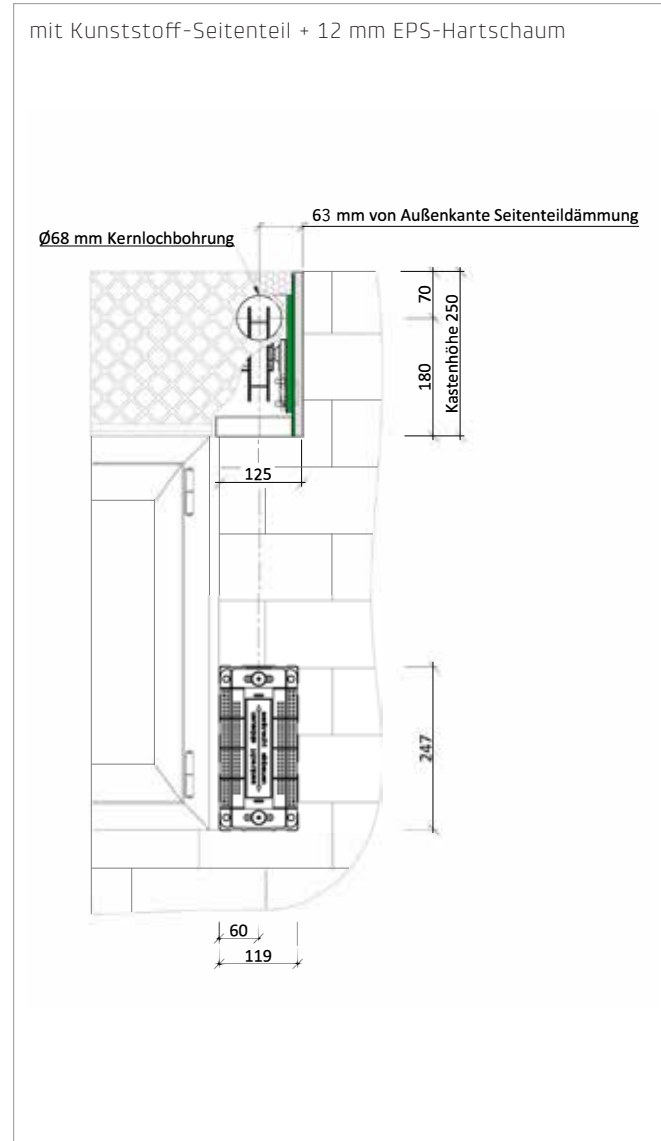 mit Kunststoff-Seitenteil + 12 mm EPS-Hartschaum
63 mm von Außenkante Seitenteildämmung
Ø68 mm Kernlochbohrung
70
180
Kastenhöhe 250
125
247
60
119